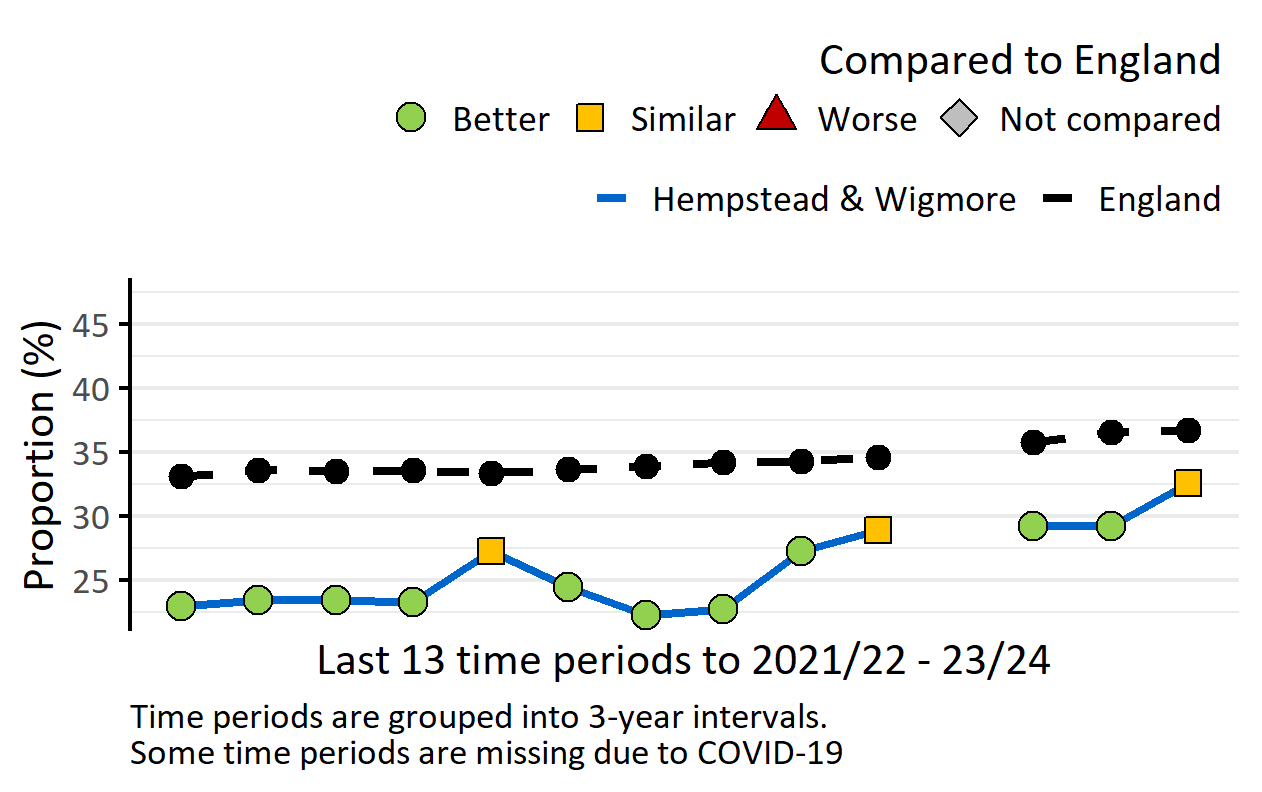 Compared to England
Better Similar Worse Not compared
Hempstead & Wigmore England
Proportion (%)
45
40
35
30
25
Last 13 time periods to 2021/22 - 23/24
Time periods are grouped into 3-year intervals.
Some time periods are missing due to COVID-19